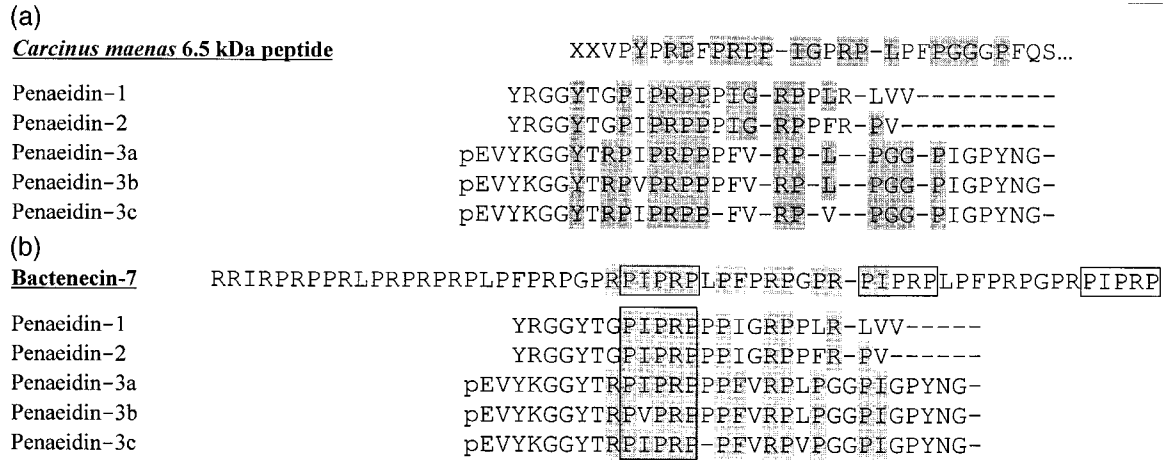 (a)
Carcinus maenas 6.5 kDa peptide XXVPYPRPFPRPP-IGPRP-LPFPGGGPFQS...
Penaeidin-1 YRGGYTGPIPRPPPIG-RPPLR-LVV---------
Penaeidin-2 YRGGYTGPIPRPPPIG-RPPFR-PV----------
Penaeidin-3a pEVYKGGYTRPIPRPPPFV-RP-L--PGG-PIGPYNG-
Penaeidin-3b pEVYKGGYTRPVPRPPPFV-RP-L--PGG-PIGPYNG-
Penaeidin-3c pEVYKGGYTRPIPRPP-FV-RP-V--PGG-PIGPYNG-
(b)
Bactenecin-7 RRIRPRPPRLPRPRPRPLPFPRPGPRPIPRPLPFPRPGPR-PIPRPLPFPRPGPRPIPRP
Penaeidin-1 YRGGYTGPIPRPPPIGRPPLR-LVV-----
Penaeidin-2 YRGGYTGPIPRPPPIGRPPFR-PV------
Penaeidin-3a pEVYKGGYTRPIPRPPPFVRPLPGGPIGPYNG-
Penaeidin-3b pEVYKGGYTRPVPRPPPFVRPLPGGPIGPYNG-
Penaeidin-3c pEVYKGGYTRPIPRP-PFVRPVPGGPIGPYNG-